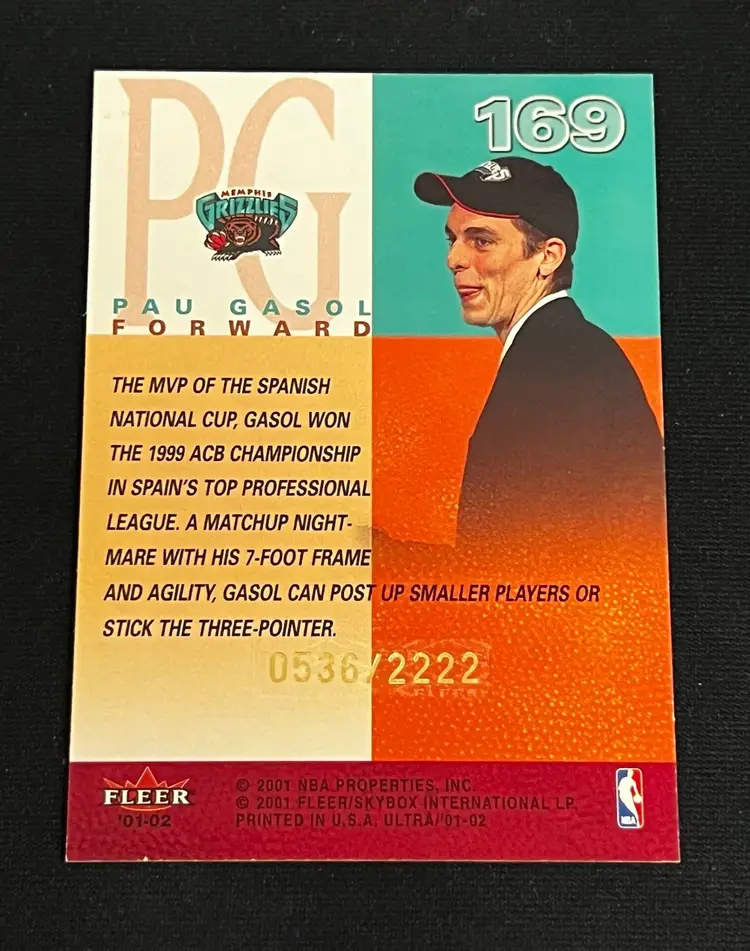 PG
169
MEMPHIS
GRIZZLIES
PAU GASOL
FORWARD
THE MVP OF THE SPANISH
NATIONAL CUP, GASOL WON
THE 1999 ACB CHAMPIONSHIP
IN SPAIN'S TOP PROFESSIONAL
LEAGUE. A MATCHUP NIGHT-
MARE WITH HIS 7-FOOT FRAME
AND AGILITY, GASOL CAN POST UP SMALLER PLAYERS OR
STICK THE THREE-POINTER.
0536/2222
FLEER
FLEER
'01-02
© 2001 NBA PROPERTIES, INC.
© 2001 FLEER/SKYBOX INTERNATIONAL LP.
PRINTED IN U.S.A. ULTRA/'01-02
NBA